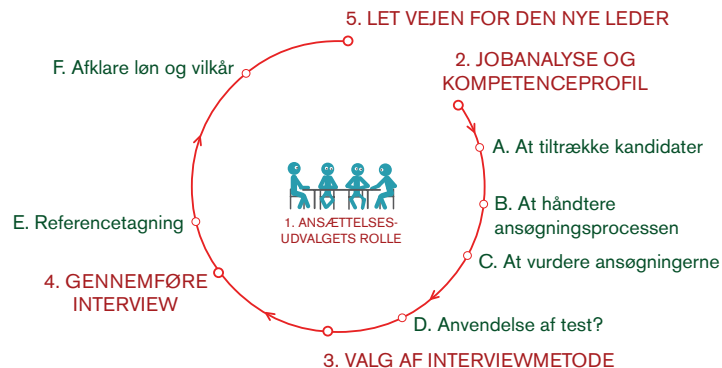 5. LET VEJEN FOR DEN NYE LEDER
2. JOBANALYSE OG
KOMPETENCEPROFIL
F. Afklare løn og vilkår
A. At tiltrække kandidater
B. At håndtere
ansøgningsprocessen
1. ANSÆTTELSES-
UDVALGETS ROLLE
E. Referencetagning
C. At vurdere ansøgningerne
4. GENNEMFØRE
INTERVIEW
D. Anvendelse af test?
3. VALG AF INTERVIEWMETODE